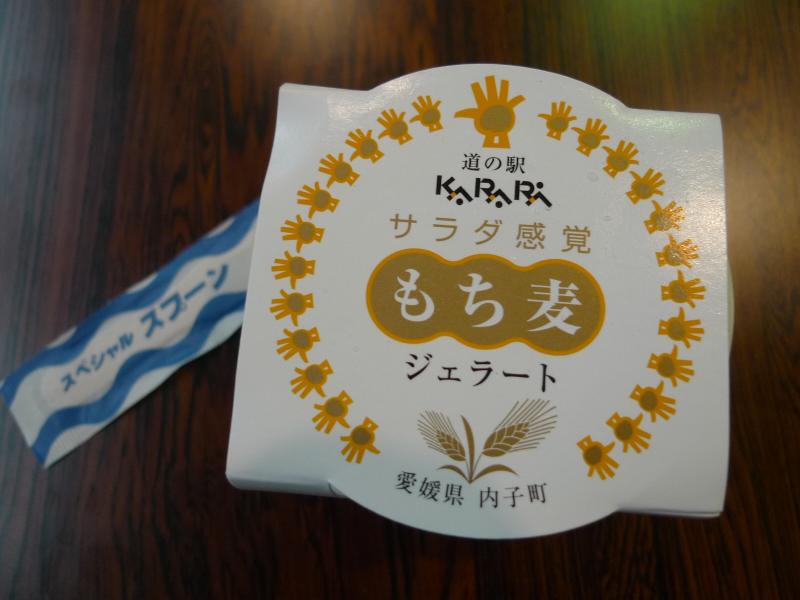 道の駅
KARARI
サラダ感覚
もち麦
ジェラート
愛媛県 内子町
スペシャル スプーン